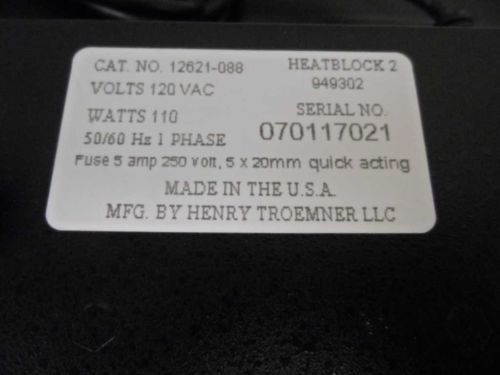 CAT. NO. 12621-088 HEATBLOCK 2
VOLTS 120 VAC 949302
WATTS 110 SERIAL NO.
50/60 Hz 1 PHASE 070117021
Fuse 5 amp 250 volt, 5 x 20mm quick acting
MADE IN THE U.S.A.
MFG. BY HENRY TROEMNER LLC